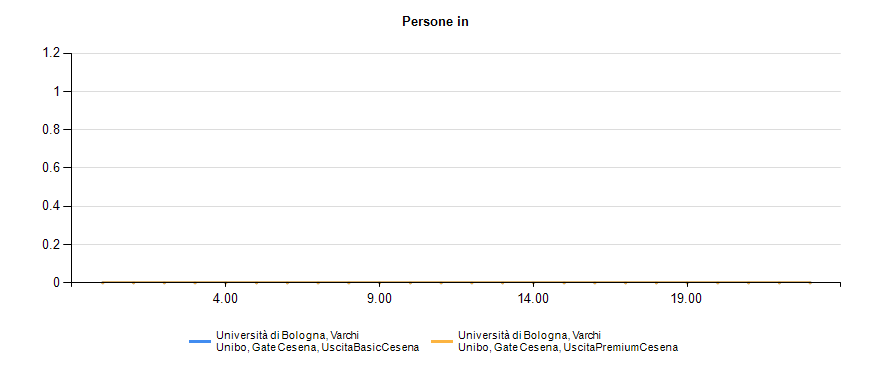 Persone in
1.2
1
0.8
0.6
0.4
0.2
0
4.00 9.00 14.00 19.00
Università di Bologna, Varchi
Unibo, Gate Cesena, UscitaBasicCesena
Università di Bologna, Varchi
Unibo, Gate Cesena, UscitaPremiumCesena